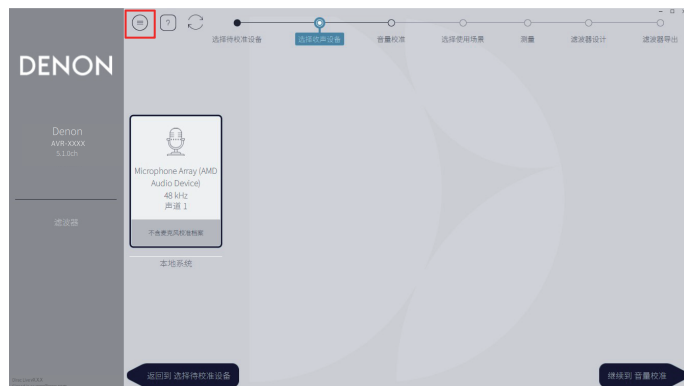 ?
选择待校准设备
选择收声设备
音量校准
选择使用场景
测量
滤波器设计
滤波器导出
DENON
Denon
AVR-XXXX
5.1.0ch
滤波器
Microphone Array (AMD
Audio Device)
48 kHz
声道 1
不含麦克风校准档案
本地系统
返回到 选择待校准设备
继续到 音量校准